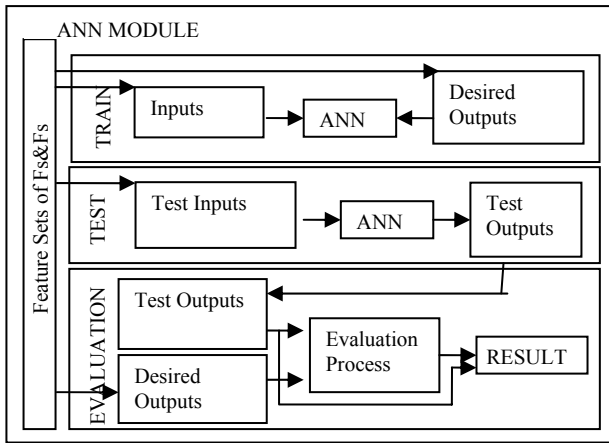 ANN MODULE
Feature Sets of Fs&Fs
TRAIN
Inputs
ANN
Desired
Outputs
TEST
Test Inputs
ANN
Test
Outputs
EVALUATION
Test Outputs
Desired
Outputs
Evaluation
Process
RESULT